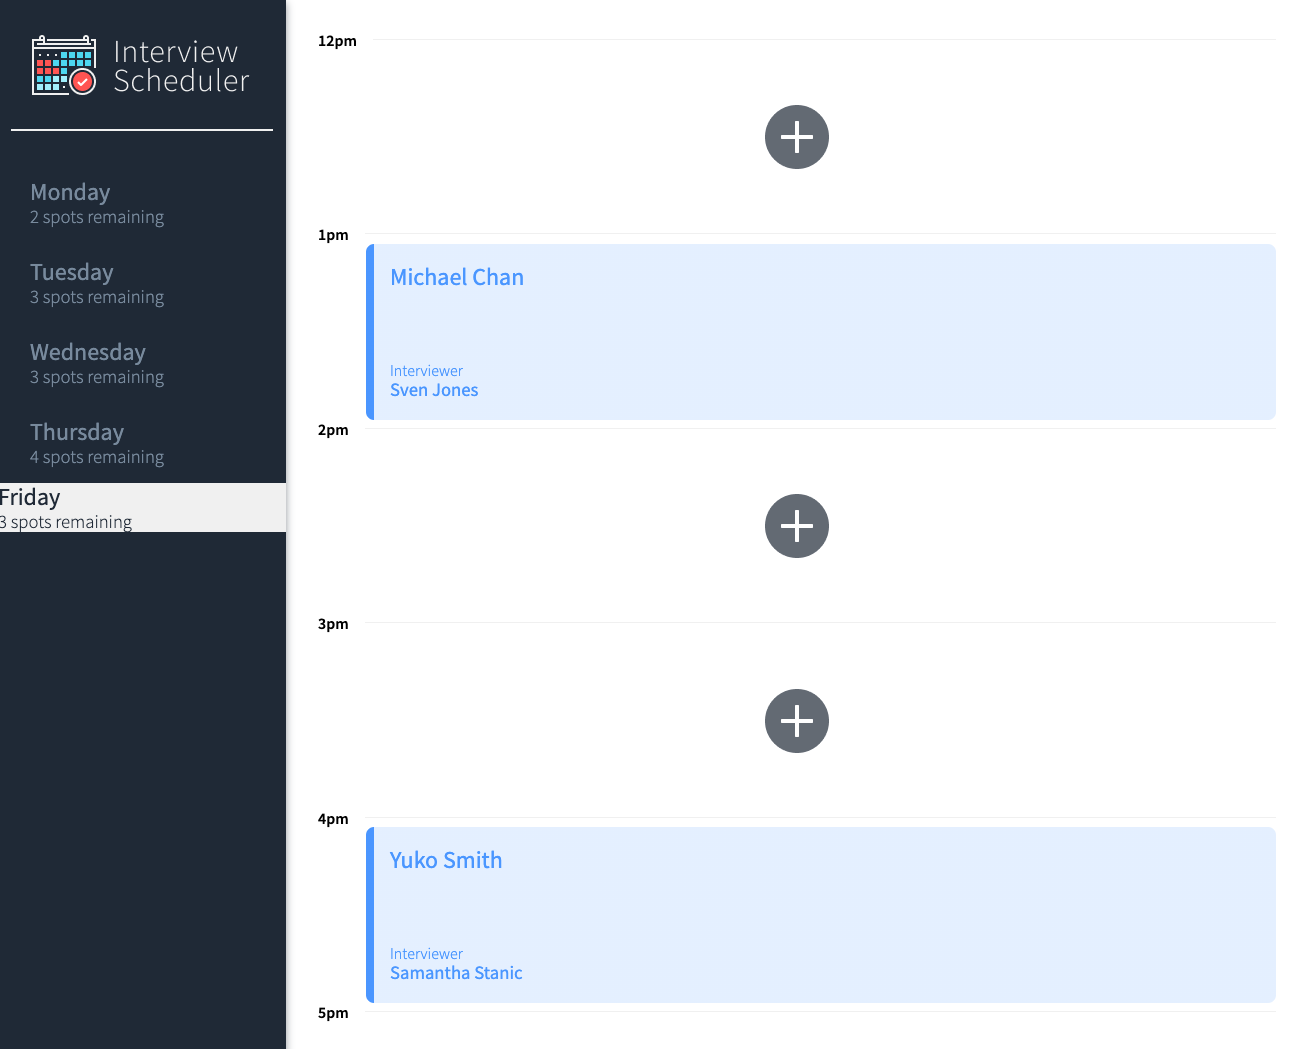 Interview
Scheduler
Monday
2 spots remaining
Tuesday
3 spots remaining
Wednesday
3 spots remaining
Thursday
4 spots remaining
Friday
3 spots remaining
12pm
1pm
Michael Chan
Interviewer
Sven Jones
2pm
3pm
4pm
Yuko Smith
Interviewer
Samantha Stanic
5pm